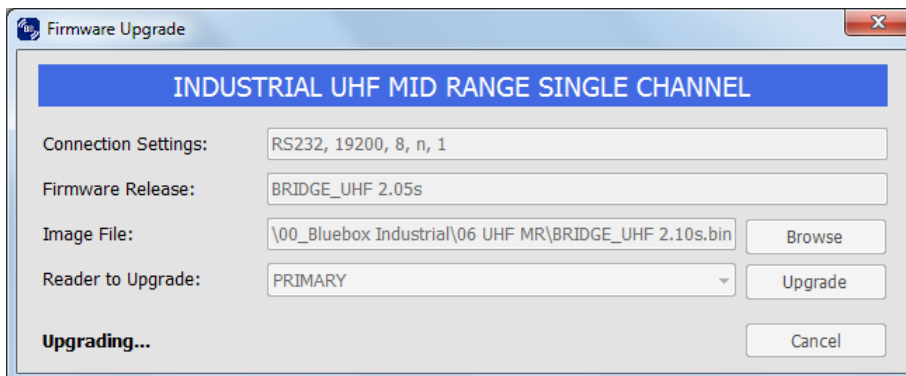 Firmware Upgrade
INDUSTRIAL UHF MID RANGE SINGLE CHANNEL
Connection Settings: RS232, 19200, 8, n, 1
Firmware Release: BRIDGE_UHF 2.05s
Image File: \00_Bluebox Industrial\06 UHF MR\BRIDGE_UHF 2.10s.bin Browse
Reader to Upgrade: PRIMARY Upgrade
Upgrading... Cancel